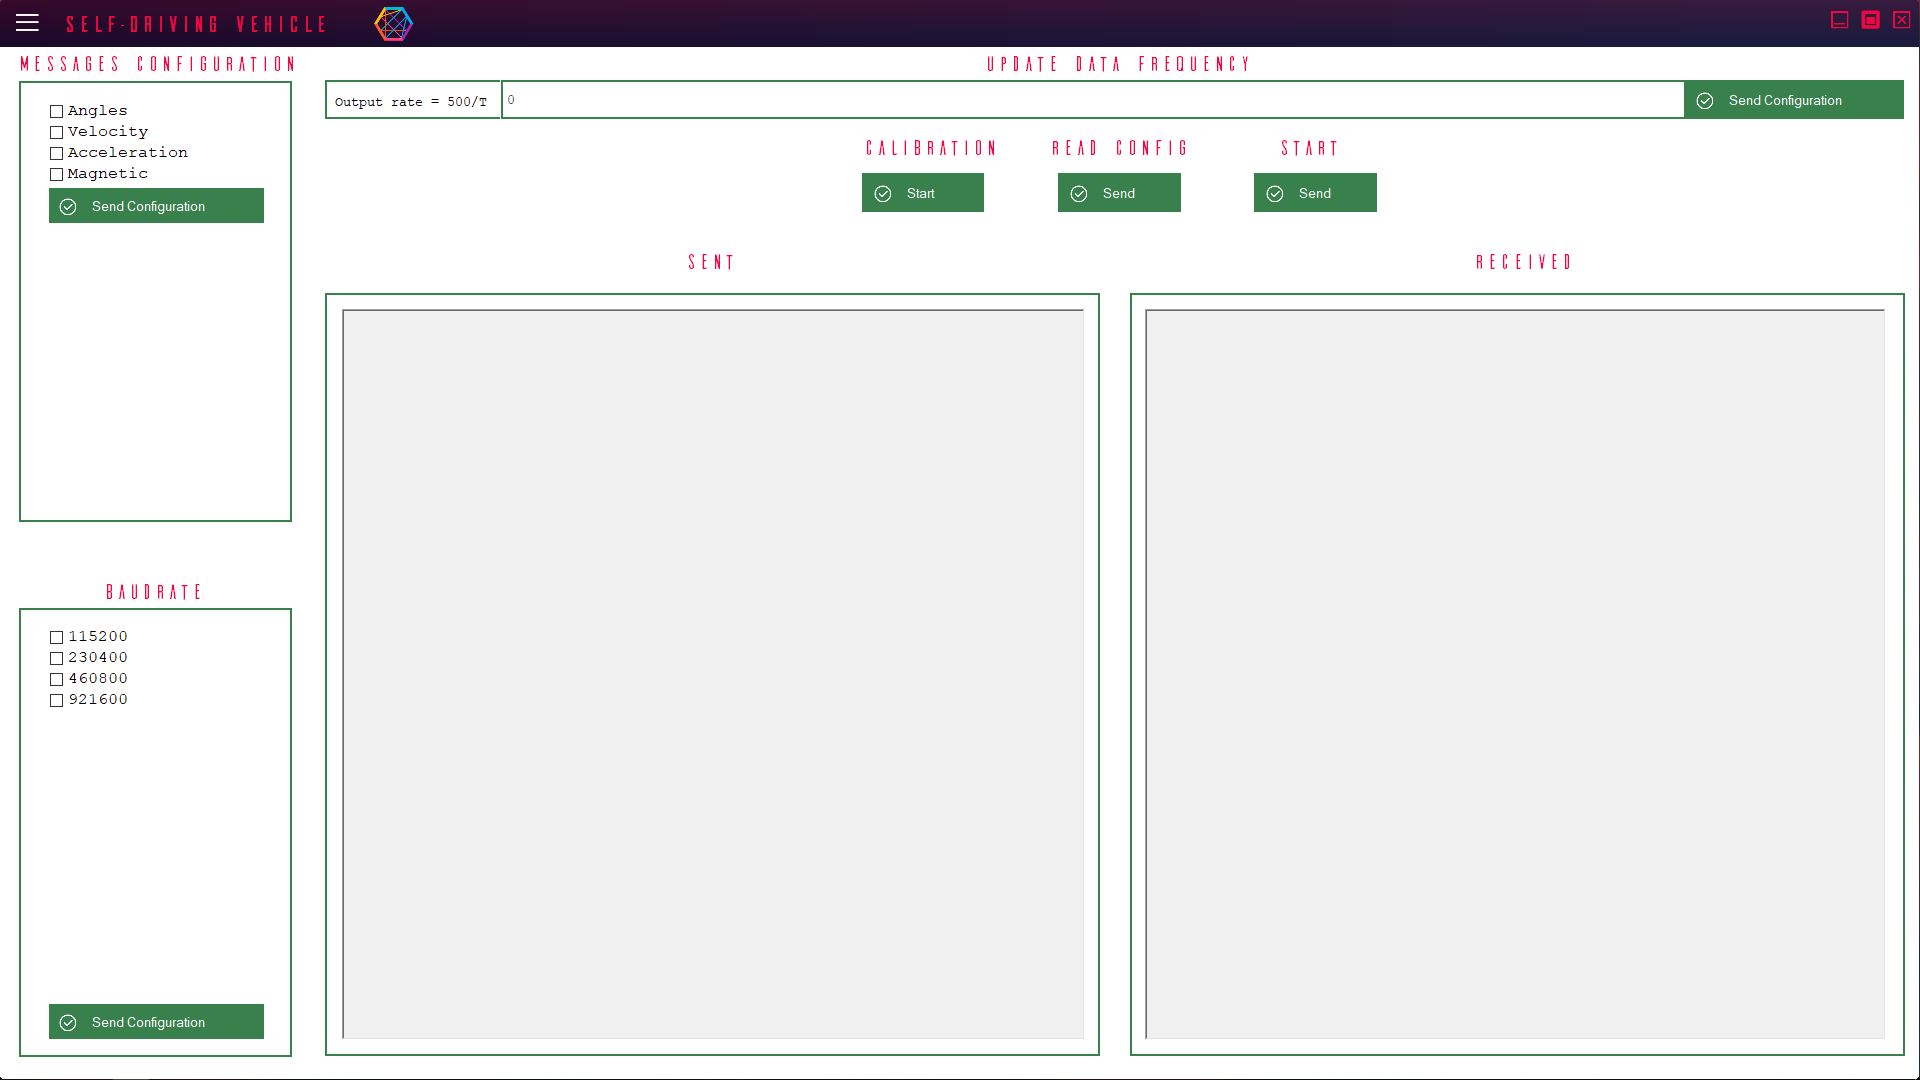 SELF-DRIVING VEHICLE
MESSAGES CONFIGURATION
Angles
Velocity
Acceleration
Magnetic
Send Configuration
BAUDRATE
115200
230400
460800
921600
Send Configuration
UPDATE DATA FREQUENCY
Output rate = 500/T 0 Send Configuration
CALIBRATION READ CONFIG START
Start Send Send
SENT RECEIVED